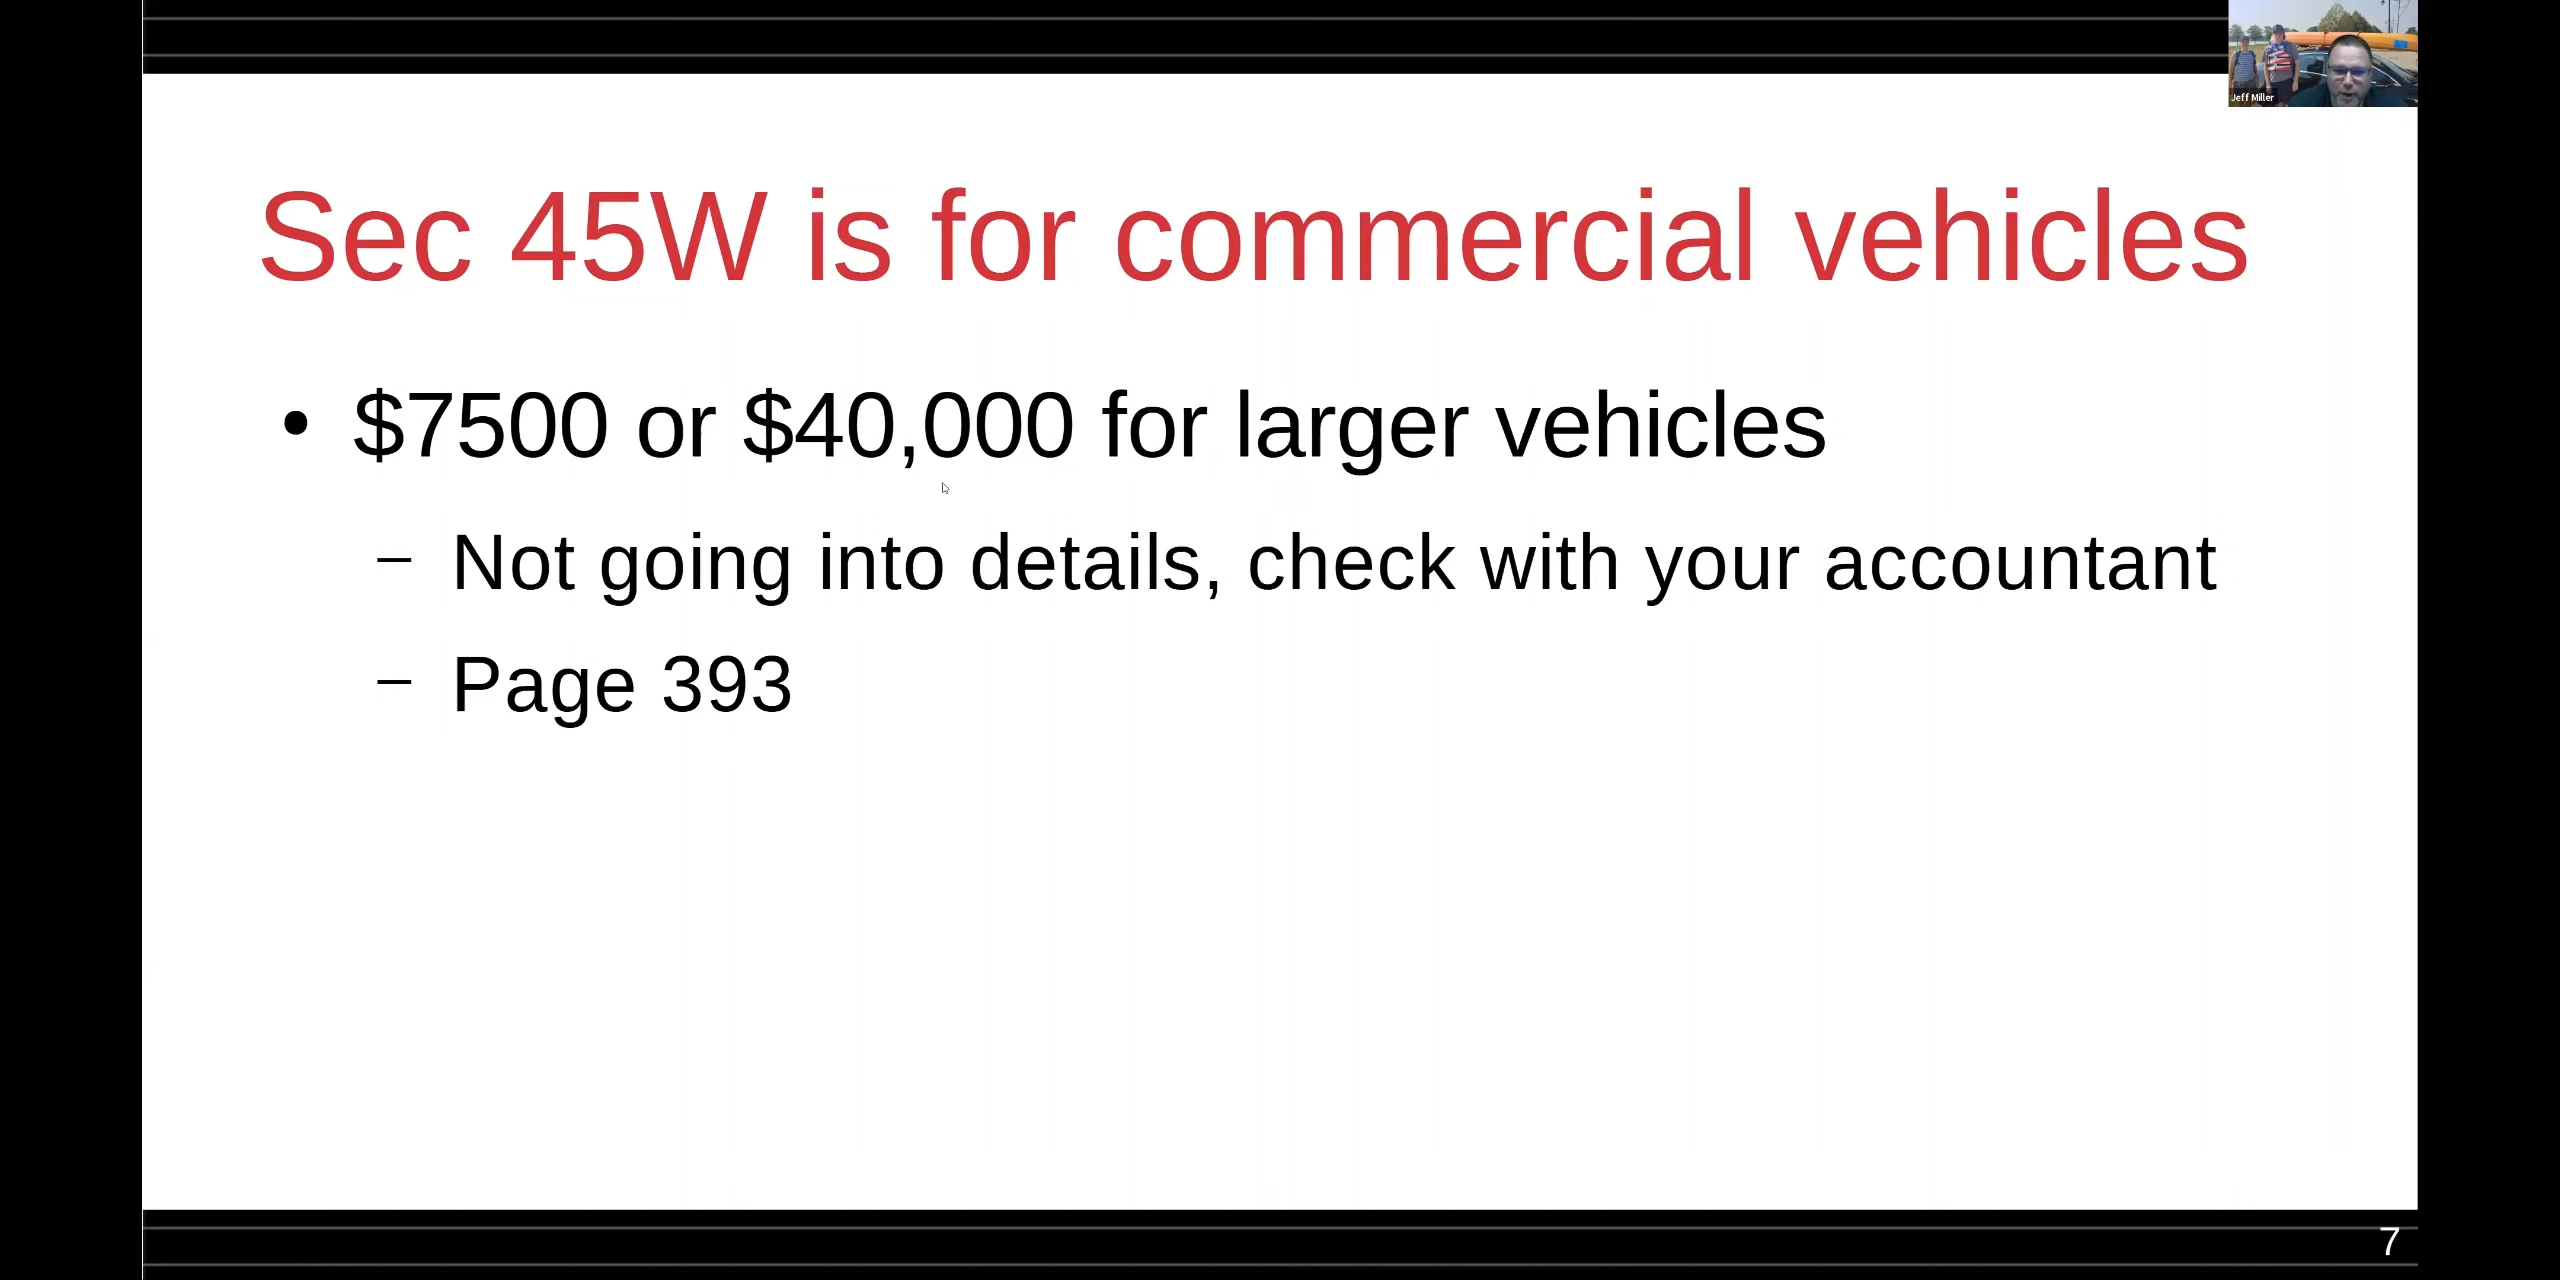 Jeff Miller
Sec 45W is for commercial vehicles
• $7500 or $40,000 for larger vehicles
– Not going into details, check with your accountant
– Page 393
7